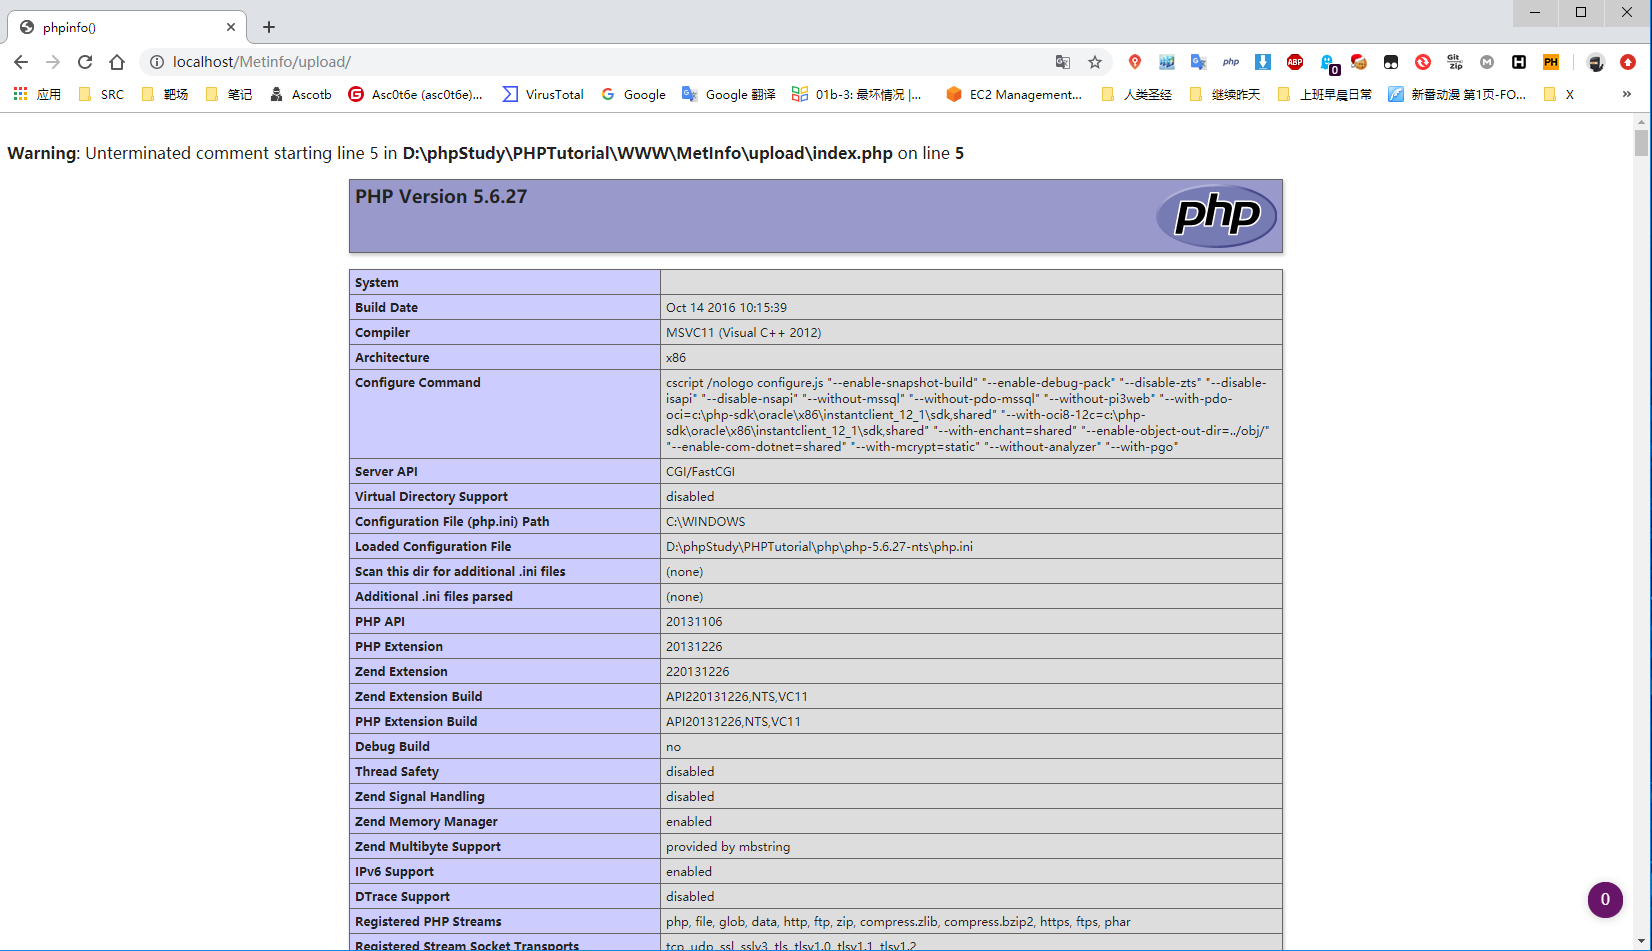 phpinfo()
localhost/Metinfo/upload/
php
ABP
0
Git
zip
M
H
PH
应用
SRC
靶场
笔记
Ascotb
Asc0t6e (asc0t6e)...
VirusTotal
Google
Google 翻译
01b-3: 最坏情况 |...
EC2 Management...
人类圣经
继续昨天
上班早晨日常
新番动漫 第1页-FO...
X
»
Warning: Unterminated comment starting line 5 in D:\phpStudy\PHPTutorial\WWW\MetInfo\upload\index.php on line 5
PHP Version 5.6.27
php
System
Build Date Oct 14 2016 10:15:39
Compiler MSVC11 (Visual C++ 2012)
Architecture x86
Configure Command cscript /nologo configure.js "--enable-snapshot-build" "--enable-debug-pack" "--disable-zts" "--disable-
isapi" "--disable-nsapi" "--without-mssql" "--without-pdo-mssql" "--without-pi3web" "--with-pdo-
oci=c:\php-sdk\oracle\x86\instantclient_12_1\sdk,shared" "--with-oci8-12c=c:\php-
sdk\oracle\x86\instantclient_12_1\sdk,shared" "--with-enchant=shared" "--enable-object-out-dir=../obj/"
"--enable-com-dotnet=shared" "--with-mcrypt=static" "--without-analyzer" "--with-pgo"
Server API CGI/FastCGI
Virtual Directory Support disabled
Configuration File (php.ini) Path C:\WINDOWS
Loaded Configuration File D:\phpStudy\PHPTutorial\php\php-5.6.27-nts\php.ini
Scan this dir for additional .ini files (none)
Additional .ini files parsed (none)
PHP API 20131106
PHP Extension 20131226
Zend Extension 220131226
Zend Extension Build API220131226,NTS,VC11
PHP Extension Build API20131226,NTS,VC11
Debug Build no
Thread Safety disabled
Zend Signal Handling disabled
Zend Memory Manager enabled
Zend Multibyte Support provided by mbstring
IPv6 Support enabled
DTrace Support disabled
Registered PHP Streams php, file, glob, data, http, ftp, zip, compress.zlib, compress.bzip2, https, ftps, phar
Registered Stream Socket Transports tcp, udp, ssl, sslv3, tls, tlsv1.0, tlsv1.1, tlsv1.2
0